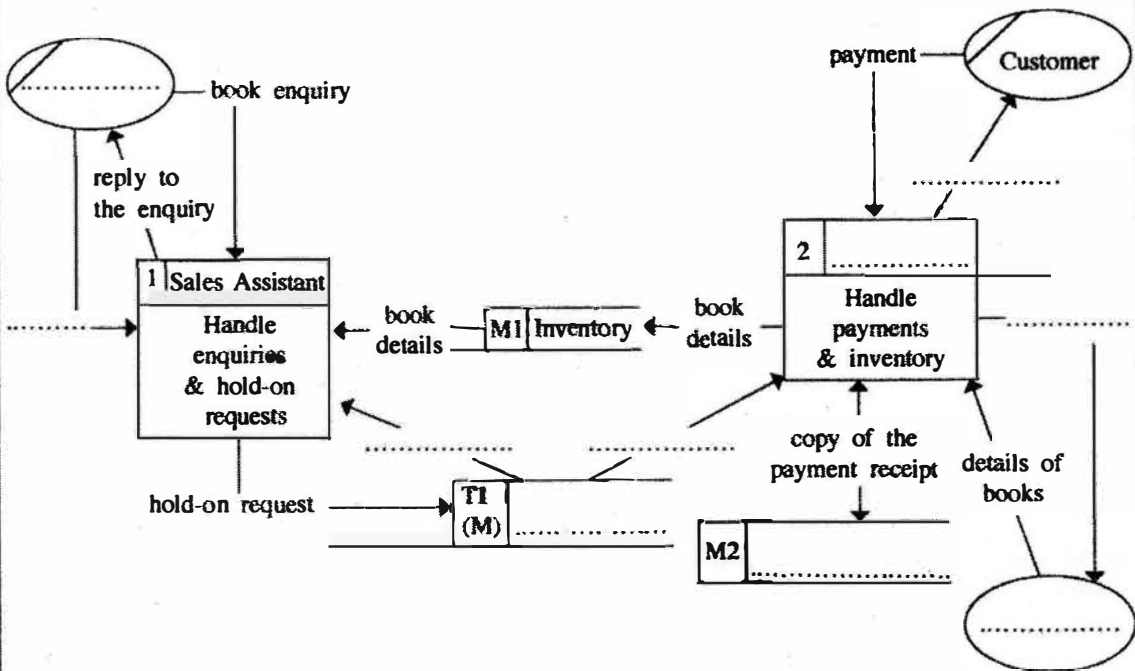 payment
Customer
book enquiry
reply to
the enquiry
1 Sales Assistant
Handle
enquiries
& hold-on
requests
book
details
M1 Inventory
book
details
2
Handle
payments
& inventory
hold-on request
T1
(M)
copy of the
payment receipt
M2
details of
books